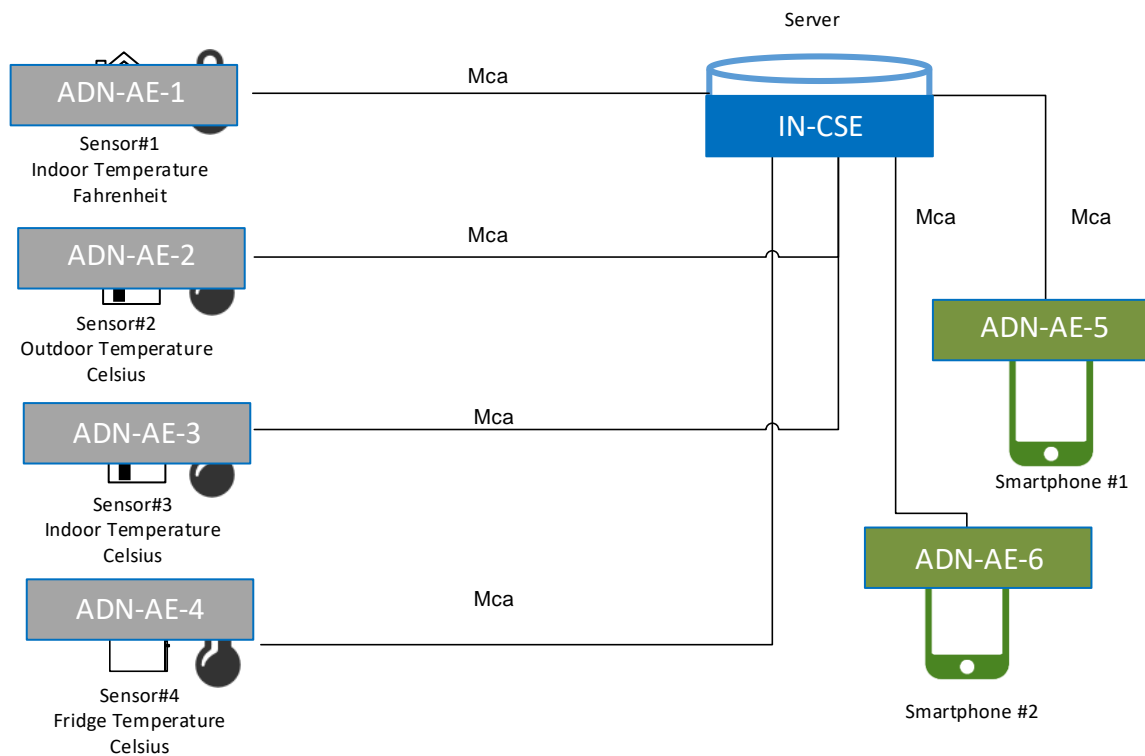 Server
Mca
ADN-AE-1
IN-CSE
Sensor#1
Indoor Temperature
Fahrenheit
Mca
Mca
Mca
ADN-AE-2
Sensor#2
Outdoor Temperature
Celsius
ADN-AE-5
Mca
ADN-AE-3
Smartphone #1
Sensor#3
Indoor Temperature
Celsius
ADN-AE-6
Mca
ADN-AE-4
Sensor#4
Fridge Temperature
Celsius
Smartphone #2